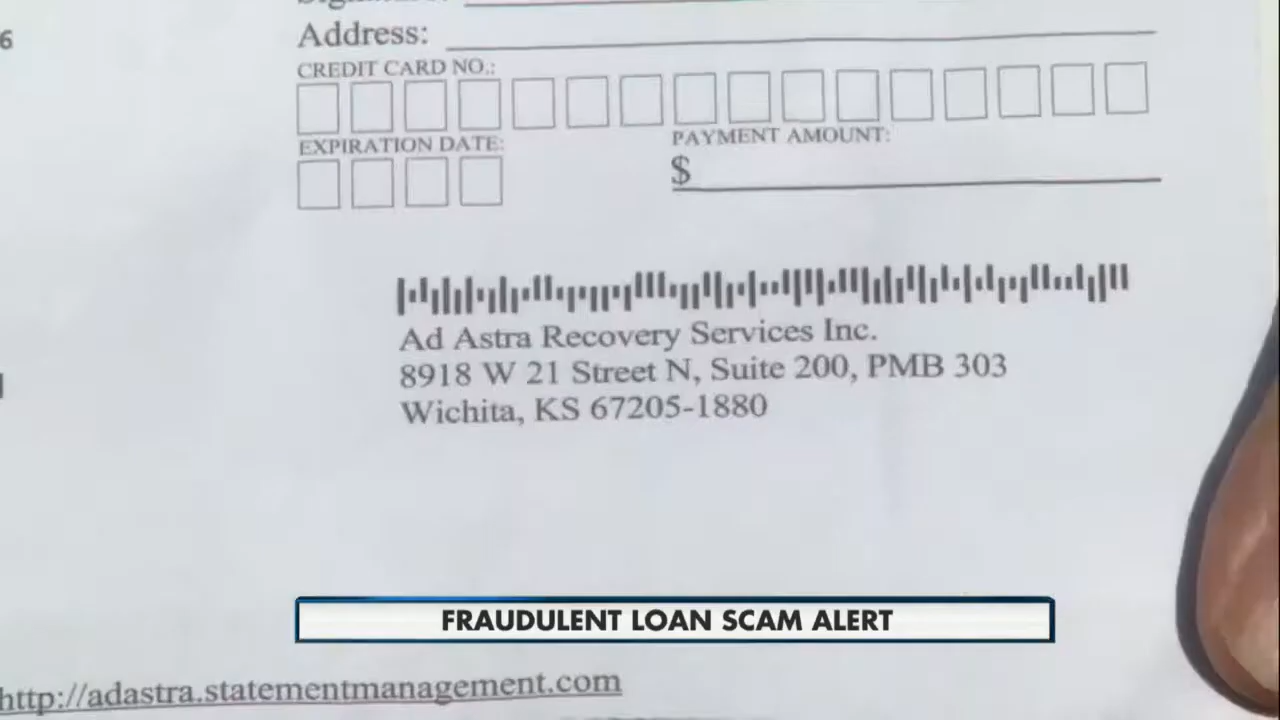 6
Address:
CREDIT CARD NO.:
EXPIRATION DATE:
PAYMENT AMOUNT:
$
Ad Astra Recovery Services Inc.
8918 W 21 Street N, Suite 200, PMB 303
Wichita, KS 67205-1880
FRAUDULENT LOAN SCAM ALERT
http://adastra.statementmanagement.com